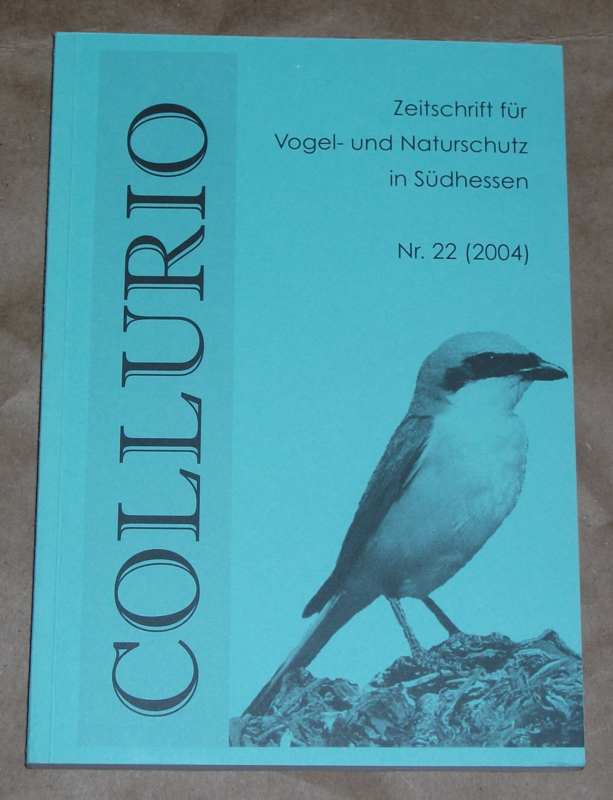 COLLURIO
Zeitschrift für
Vogel- und Naturschutz
in Südhessen
Nr. 22 (2004)